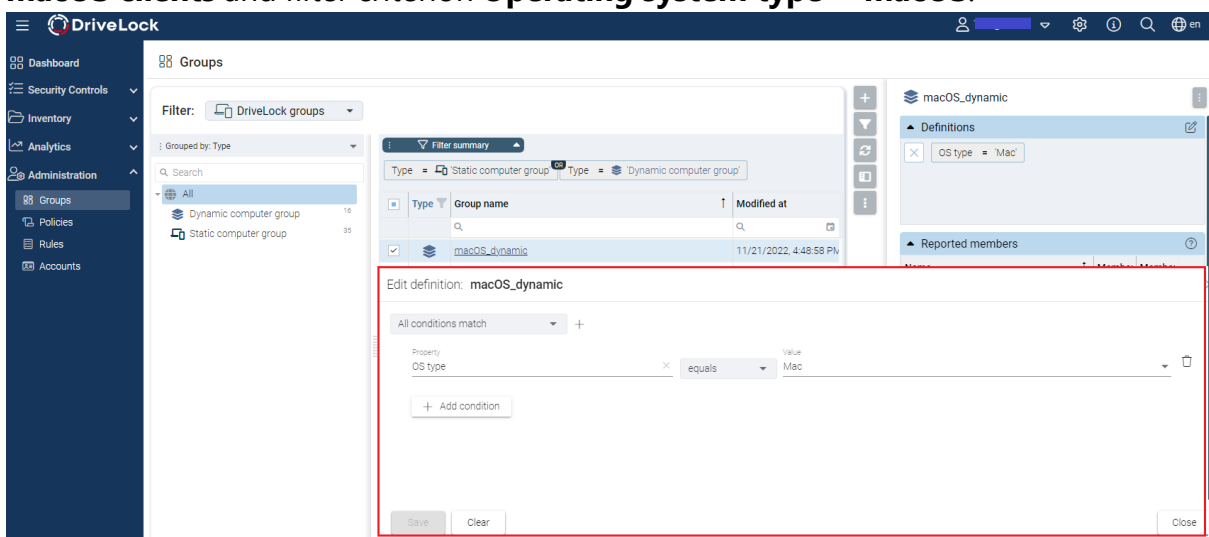 macOS clients and filter criterion Operating system type = macOS.
DriveLock
en
Dashboard
Security Controls
Inventory
Analytics
Administration
Groups
Policies
Rules
Accounts
Groups
Filter: DriveLock groups
Grouped by: Type
Search
All
Dynamic computer group 16
Static computer group 35
Filter summary
Type = 'Static computer group' OR Type = 'Dynamic computer group'
Type Group name Modified at
macOS_dynamic 11/21/2022, 4:48:58 PM
macOS_dynamic
Definitions
OS type = 'Mac'
Reported members
Edit definition: macOS_dynamic
All conditions match
Property
OS type
equals
Value
Mac
+ Add condition
Save
Clear
Close